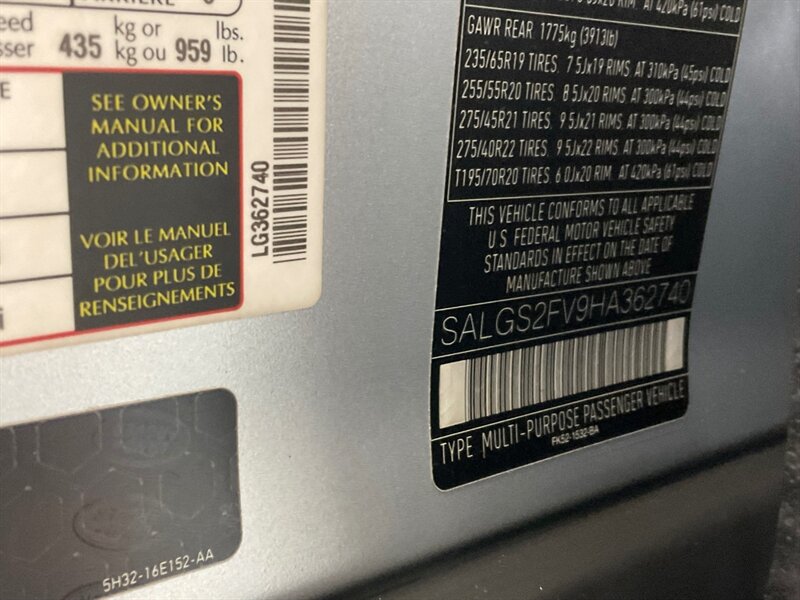 kg or lbs.
435 kg ou 959 lb.
SEE OWNER'S
MANUAL FOR
ADDITIONAL
INFORMATION
VOIR LE MANUEL
DEL'USAGER
POUR PLUS DE
RENSEIGNEMENTS
LG362740
5H32-16E152-AA
RIM. AT 420kPa (61psi) COLD
GAWR REAR 1775kg (3913lb)
235/65R19 TIRES. 7 5Jx19 RIMS AT 310kPa (45psi) COLD
255/55R20 TIRES 8 5Jx20 RIMS AT 300kPa (44psi) COLD
275/45R21 TIRES 9 5Jx21 RIMS AT 300kPa (44psi) COLD
275/40R22 TIRES 9 5Jx22 RIMS AT 300kPa (44psi) COLD
T195/70R20 TIRES 6 0Jx20 RIM AT 420kPa (61psi) COLD
THIS VEHICLE CONFORMS TO ALL APPLICABLE
U S FEDERAL MOTOR VEHICLE SAFETY
STANDARDS IN EFFECT ON THE DATE OF
MANUFACTURE SHOWN ABOVE
SALGS2FV9HA362740
TYPE MULTI-PURPOSE PASSENGER VEHICLE
FK52-1532-BA